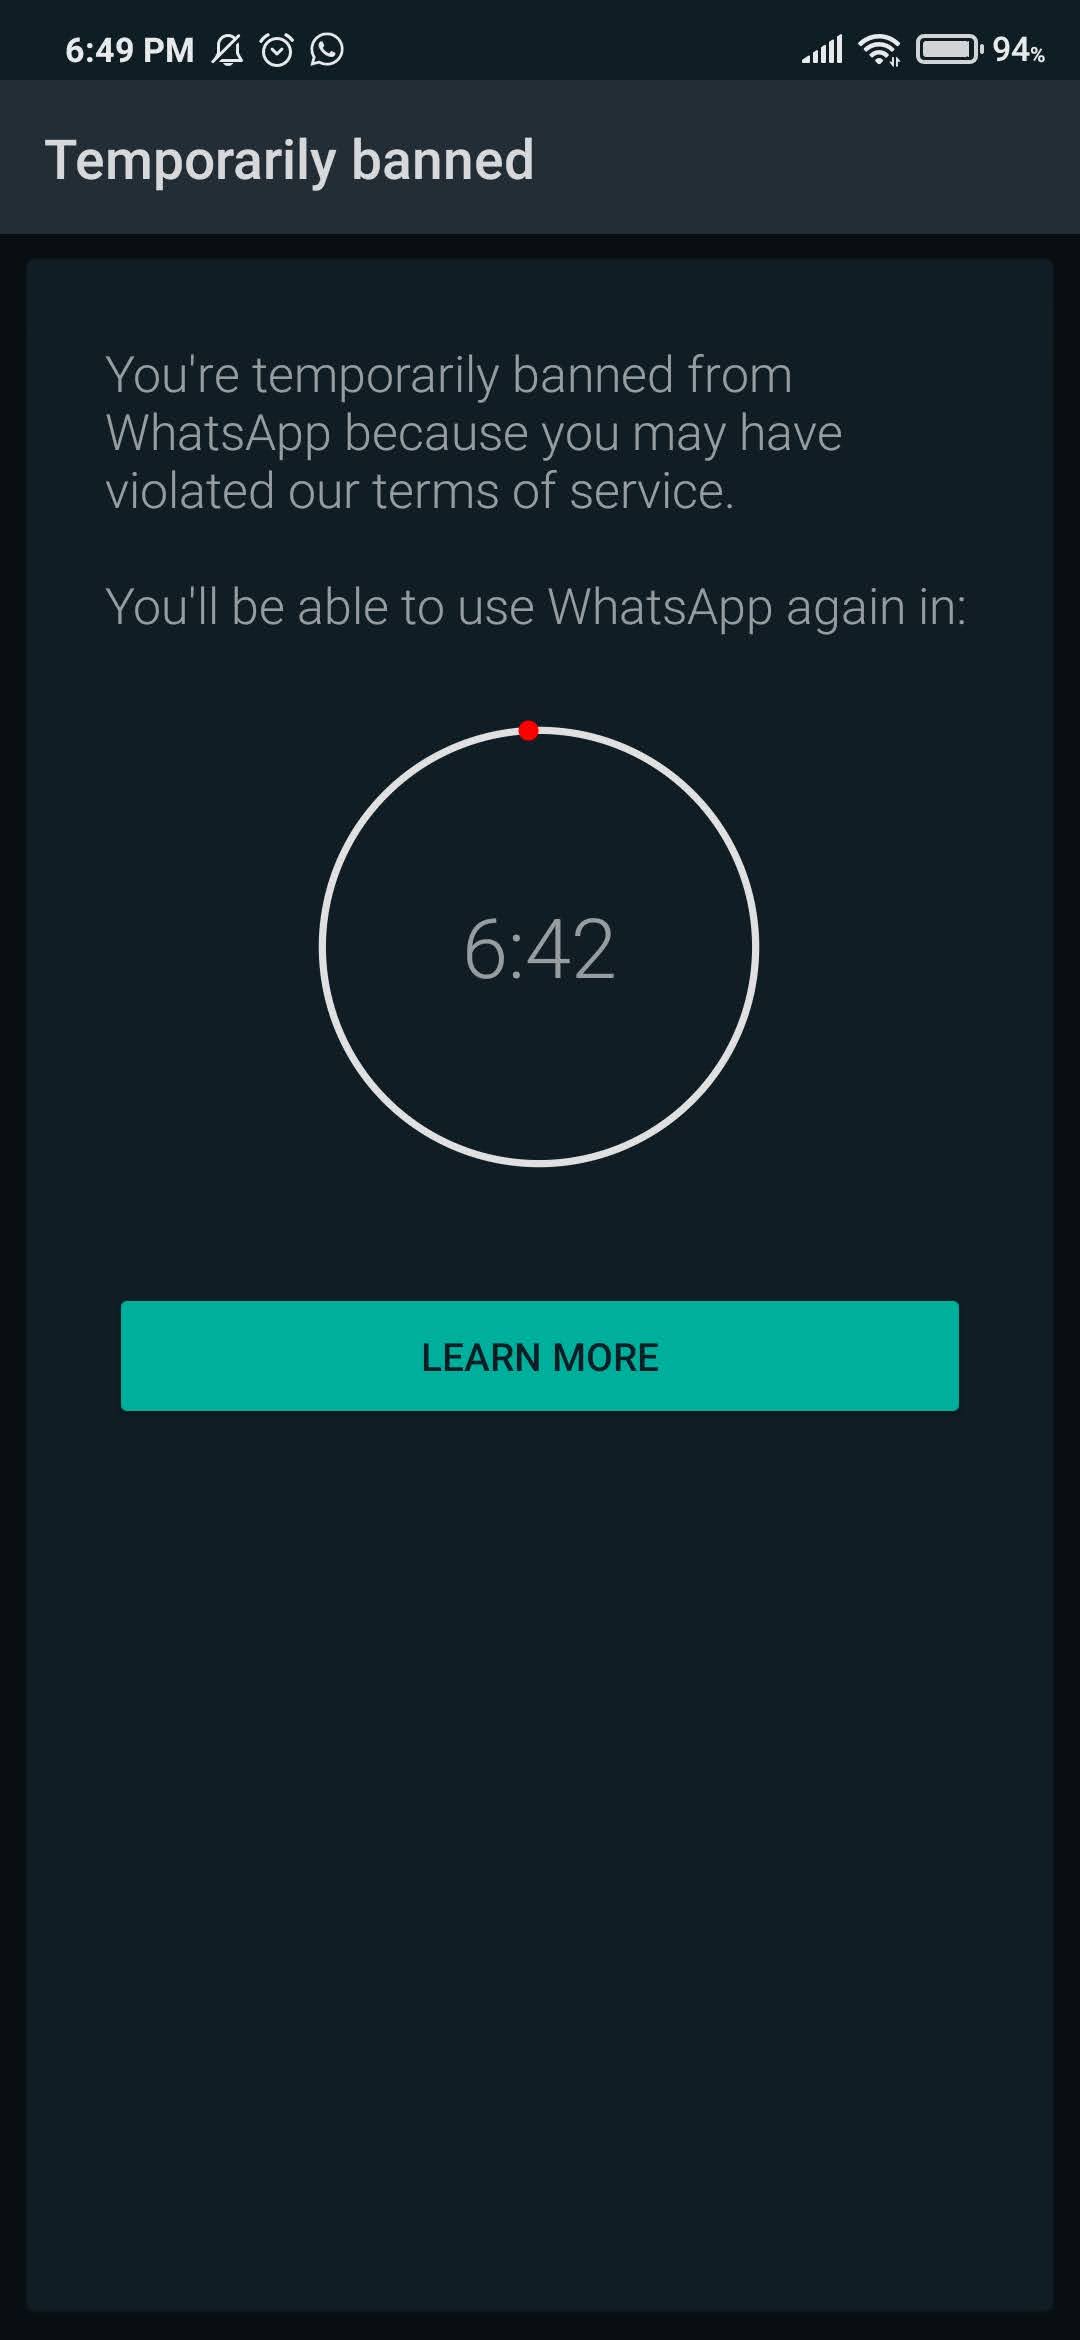 6:49 PM 94%
Temporarily banned
You're temporarily banned from
WhatsApp because you may have
violated our terms of service.
You'll be able to use WhatsApp again in:
6:42
LEARN MORE